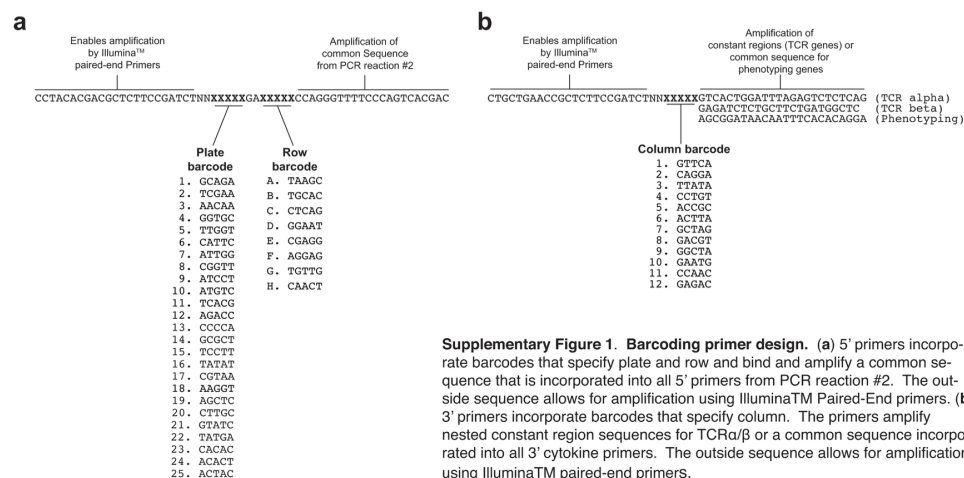 a
Enables amplification
by Illumina™
paired-end Primers
Amplification of
common Sequence
from PCR reaction #2
CCTACACGACGCTCTTCCGATCTNNXXXXXGAXXXXXCCAGGGTTTTCCCAGTCACGAC
Plate
barcode
1. GCAGA
2. TCGAA
3. AACAA
4. GGTGC
5. TTGGT
6. CATTC
7. ATTGG
8. CGGTT
9. ATCCT
10. ATGTC
11. TCACG
12. AGACC
13. CCCCA
14. GCGCT
15. TCCTT
16. TATAT
17. CGTAA
18. AAGGT
19. AGCTC
20. CTTGC
21. GTATC
22. TATGA
23. CACAC
24. ACACT
25. ACTAC
Row
barcode
A. TAAGC
B. TGCAC
C. CTCAG
D. GGAAT
E. CGAGG
F. AGGAG
G. TGTTG
H. CAACT
b
Enables amplification
by Illumina™
paired-end Primers
Amplification of
constant regions (TCR genes) or
common sequence for
phenotyping genes
CTGCTGAACCGCTCTTCCGATCTNNXXXXXGTCACTGGATTTAGAGTCTCTCAG (TCR alpha)
GAGATCTCTGCTTCTGATGGCTC (TCR beta)
AGCGGATAACAATTTCACACAGGA (Phenotyping)
Column barcode
1. GTTCA
2. CAGGA
3. TTATA
4. CCTGT
5. ACCGC
6. ACTTA
7. GCTAG
8. GACGT
9. GGCTA
10. GAATG
11. CCAAC
12. GAGAC
Supplementary Figure 1. Barcoding primer design. (a) 5' primers incorpo-
rate barcodes that specify plate and row and bind and amplify a common se-
quence that is incorporated into all 5' primers from PCR reaction #2. The out-
side sequence allows for amplification using IlluminaTM Paired-End primers. (b
3' primers incorporate barcodes that specify column. The primers amplify
nested constant region sequences for TCRα/β or a common sequence incorpo
rated into all 3' cytokine primers. The outside sequence allows for amplification
using IlluminaTM paired-end primers.